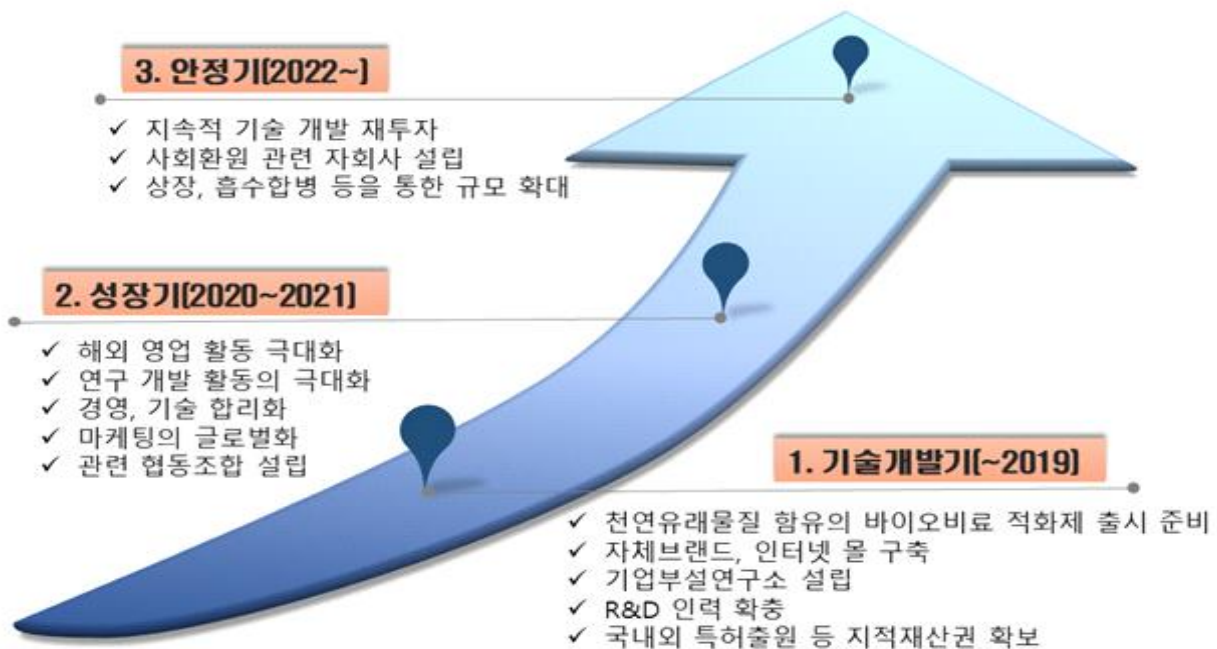 3. 안정기(2022~)
✓ 지속적 기술 개발 재투자
✓ 사회환원 관련 자회사 설립
✓ 상장, 흡수합병 등을 통한 규모 확대
2. 성장기(2020~2021)
✓ 해외 영업 활동 극대화
✓ 연구 개발 활동의 극대화
✓ 경영, 기술 합리화
✓ 마케팅의 글로벌화
✓ 관련 협동조합 설립
1. 기술개발기(~2019)
✓ 천연유래물질 함유의 바이오비료 적화제 출시 준비
✓ 자체브랜드, 인터넷 몰 구축
✓ 기업부설연구소 설립
✓ R&D 인력 확충
✓ 국내외 특허출원 등 지적재산권 확보